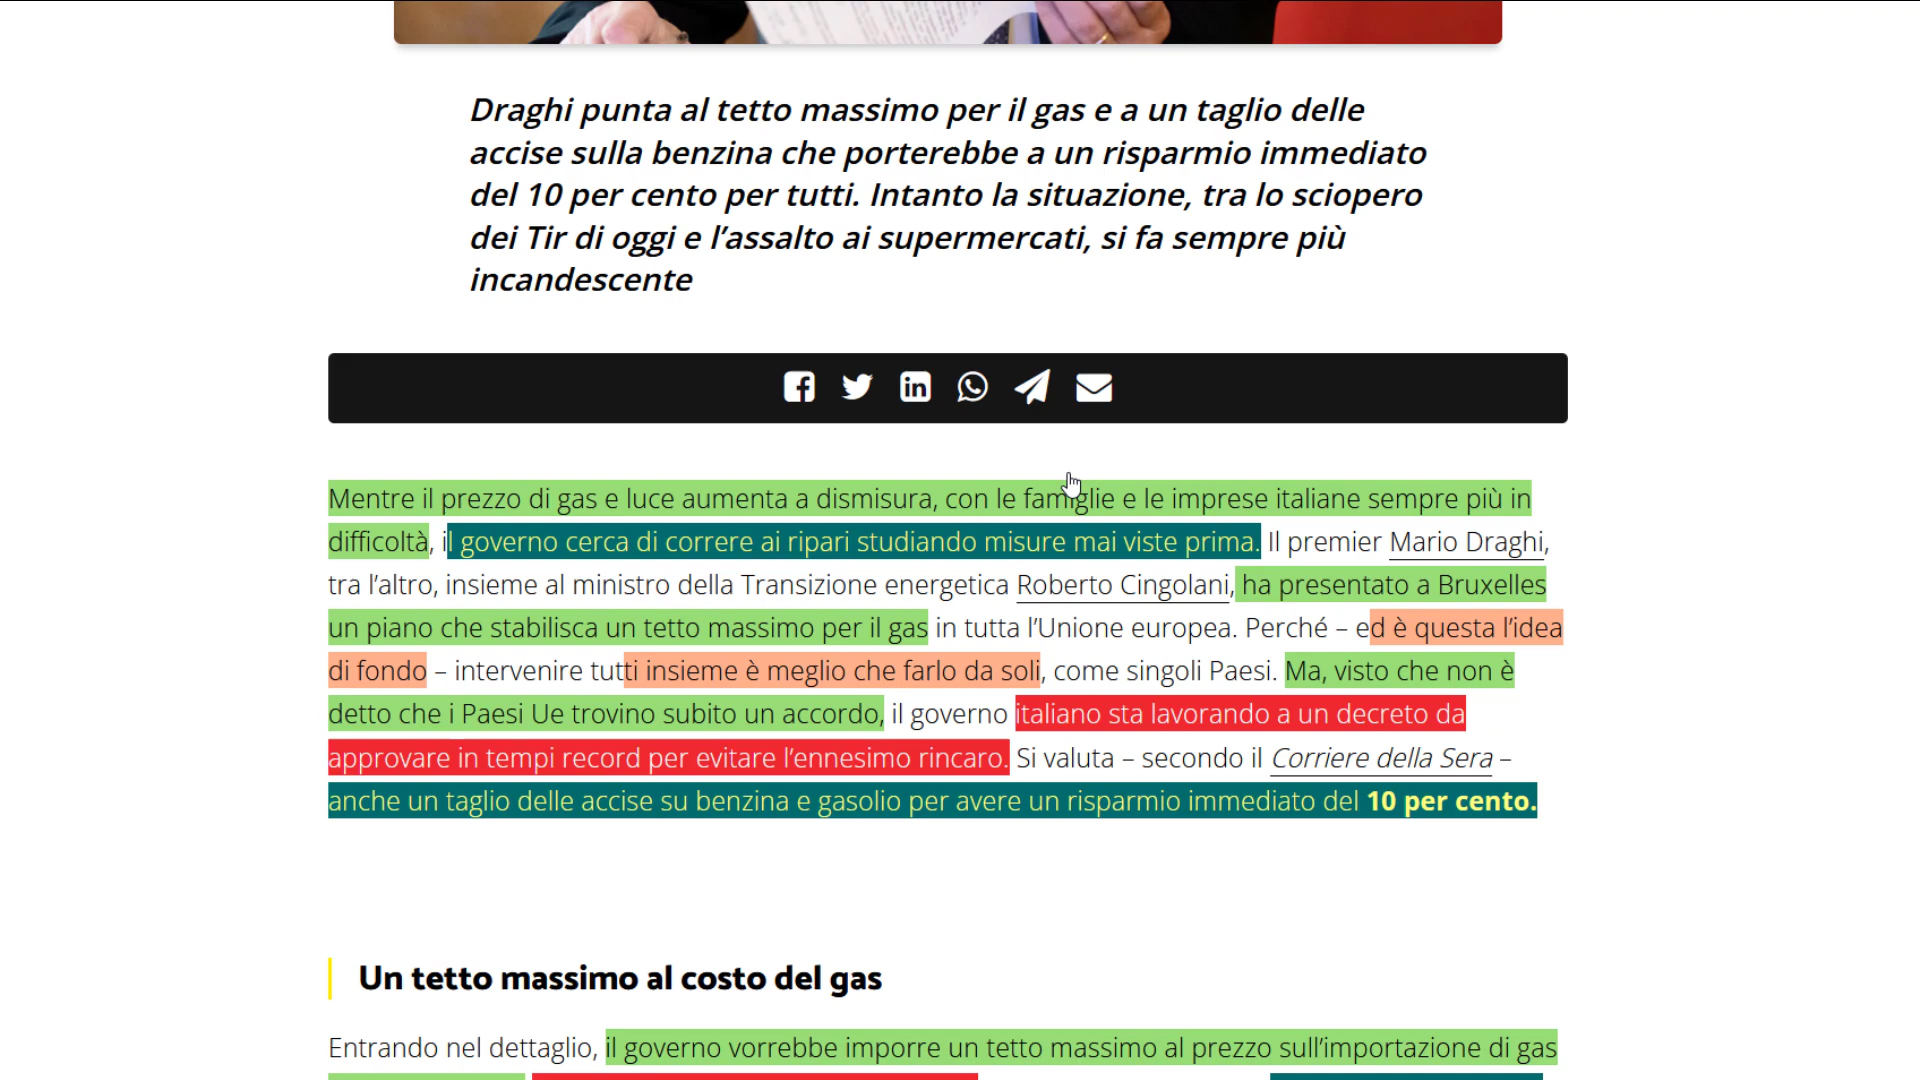 Draghi punta al tetto massimo per il gas e a un taglio delle
accise sulla benzina che porterebbe a un risparmio immediato
del 10 per cento per tutti. Intanto la situazione, tra lo sciopero
dei Tir di oggi e l’assalto ai supermercati, si fa sempre più
incandescente
Mentre il prezzo di gas e luce aumenta a dismisura, con le famiglie e le imprese italiane sempre più in
difficoltà, il governo cerca di correre ai ripari studiando misure mai viste prima. Il premier Mario Draghi,
tra l’altro, insieme al ministro della Transizione energetica Roberto Cingolani, ha presentato a Bruxelles
un piano che stabilisca un tetto massimo per il gas in tutta l’Unione europea. Perché – ed è questa l’idea
di fondo – intervenire tutti insieme è meglio che farlo da soli, come singoli Paesi. Ma, visto che non è
detto che i Paesi Ue trovino subito un accordo, il governo italiano sta lavorando a un decreto da
approvare in tempi record per evitare l’ennesimo rincaro. Si valuta – secondo il Corriere della Sera –
anche un taglio delle accise su benzina e gasolio per avere un risparmio immediato del 10 per cento.
Un tetto massimo al costo del gas
Entrando nel dettaglio, il governo vorrebbe imporre un tetto massimo al prezzo sull’importazione di gas